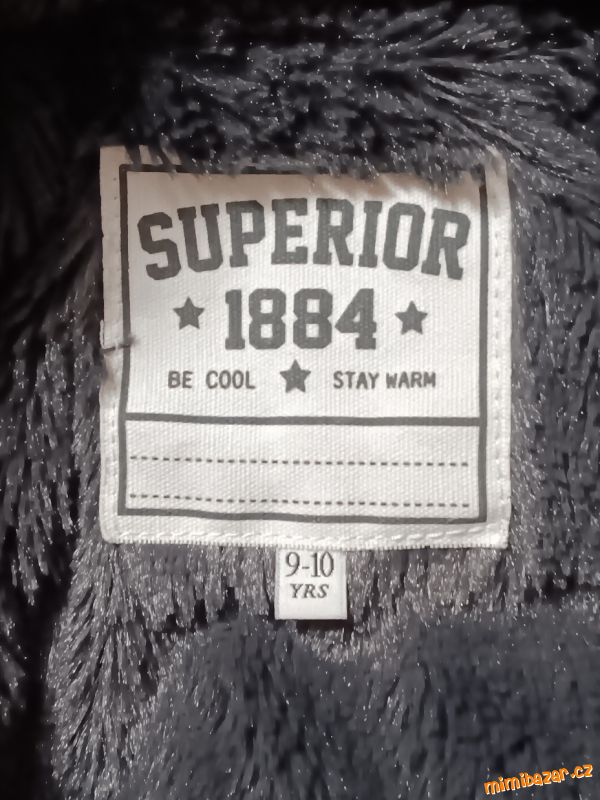 SUPERIOR
1884
BE COOL STAY WARM
9-10
YRS
mimibazar.cz